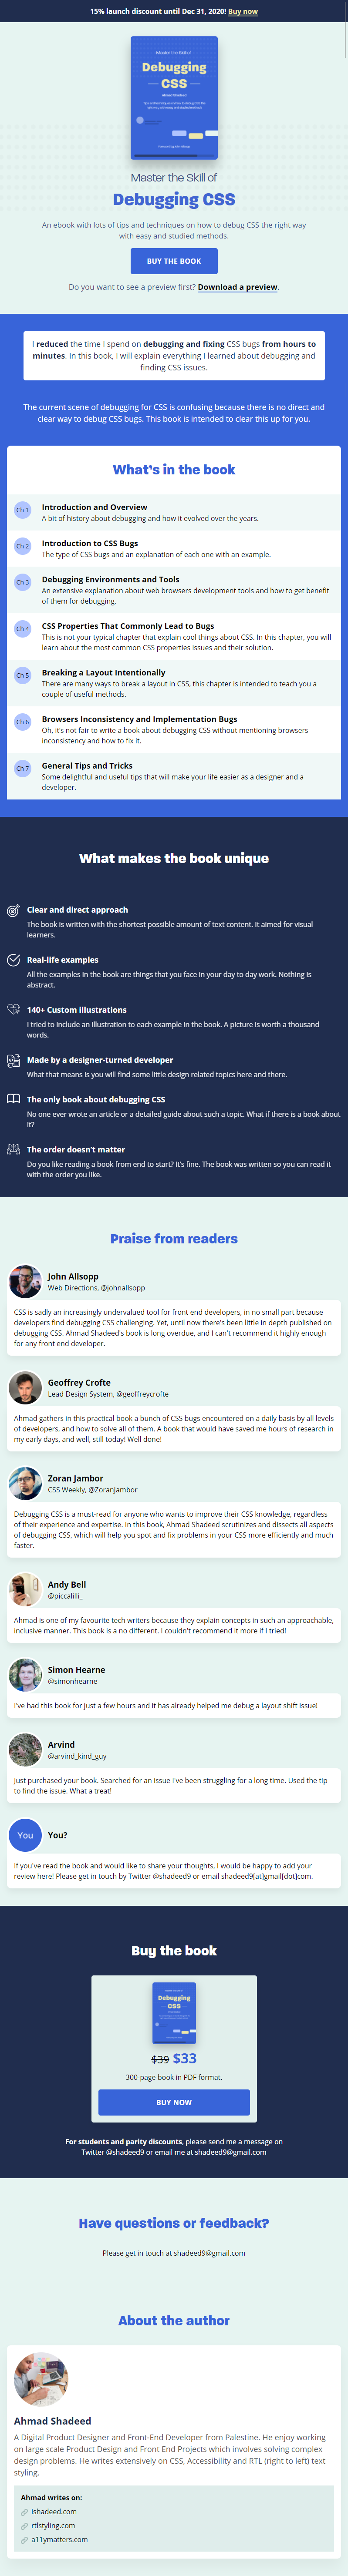 15% launch discount until Dec 31, 2020! Buy now
Master the Skill of
Debugging
CSS
Ahmad Shadeed
Master the Skill of
Debugging CSS
An ebook with lots of tips and techniques on how to debug CSS the right way
with easy and studied methods.
BUY THE BOOK
Do you want to see a preview first? Download a preview.
I reduced the time I spend on debugging and fixing CSS bugs from hours to
minutes. In this book, I will explain everything I learned about debugging and
finding CSS issues.
The current scene of debugging for CSS is confusing because there is no direct and
clear way to debug CSS bugs. This book is intended to clear this up for you.
What's in the book
Ch 1
Introduction and Overview
A bit of history about debugging and how it evolved over the years.
Ch 2
Introduction to CSS Bugs
The type of CSS bugs and an explanation of each one with an example.
Ch 3
Debugging Environments and Tools
An extensive explanation about web browsers development tools and how to get benefit
of them for debugging.
Ch 4
CSS Properties That Commonly Lead to Bugs
This is not your typical chapter that explain cool things about CSS. In this chapter, you will
learn about the most common CSS properties issues and their solution.
Ch 5
Breaking a Layout Intentionally
There are many ways to break a layout in CSS, this chapter is intended to teach you a
couple of useful methods.
Ch 6
Browsers Inconsistency and Implementation Bugs
Oh, it's not fair to write a book about debugging CSS without mentioning browsers
inconsistency and how to fix it.
Ch 7
General Tips and Tricks
Some delightful and useful tips that will make your life easier as a designer and a
developer.
What makes the book unique
Clear and direct approach
The book is written with the shortest possible amount of text content. It aimed for visual
learners.
Real-life examples
All the examples in the book are things that you face in your day to day work. Nothing is
abstract.
140+ Custom illustrations
I tried to include an illustration to each example in the book. A picture is worth a thousand
words.
Made by a designer-turned developer
What that means is you will find some little design related topics here and there.
The only book about debugging CSS
No one ever wrote an article or a detailed guide about such a topic. What if there is a book about
it?
The order doesn't matter
Do you like reading a book from end to start? It's fine. The book was written so you can read it
with the order you like.
Praise from readers
John Allsopp
Web Directions, @johnallsopp
CSS is sadly an increasingly undervalued tool for front end developers, in no small part because
developers find debugging CSS challenging. Yet, until now there's been little in depth published on
debugging CSS. Ahmad Shadeed's book is long overdue, and I can't recommend it highly enough
for any front end developer.
Geoffrey Crofte
Lead Design System, @geoffreycrofte
Ahmad gathers in this practical book a bunch of CSS bugs encountered on a daily basis by all levels
of developers, and how to solve all of them. A book that would have saved me hours of research in
my early days, and well, still today! Well done!
Zoran Jambor
CSS Weekly, @ZoranJambor
Debugging CSS is a must-read for anyone who wants to improve their CSS knowledge, regardless
of their experience and expertise. In this book, Ahmad Shadeed scrutinizes and dissects all aspects
of debugging CSS, which will help you spot and fix problems in your CSS more efficiently and much
faster.
Andy Bell
@piccalilli_
Ahmad is one of my favourite tech writers because they explain concepts in such an approachable,
inclusive manner. This book is a no different. I couldn't recommend it more if I tried!
Simon Hearne
@simonhearne
I've had this book for just a few hours and it has already helped me debug a layout shift issue!
Arvind
@arvind_kind_guy
Just purchased your book. Searched for an issue I've been struggling for a long time. Used the tip
to find the issue. What a treat!
You
You?
If you've read the book and would like to share your thoughts, I would be happy to add your
review here! Please get in touch by Twitter @shadeed9 or email shadeed9[at]gmail[dot]com.
Buy the book
Debugging
CSS
$39 $33
300-page book in PDF format.
BUY NOW
For students and parity discounts, please send me a message on
Twitter @shadeed9 or email me at shadeed9@gmail.com
Have questions or feedback?
Please get in touch at shadeed9@gmail.com
About the author
Ahmad Shadeed
A Digital Product Designer and Front-End Developer from Palestine. He enjoy working
on large scale Product Design and Front End Projects which involves solving complex
design problems. He writes extensively on CSS, Accessibility and RTL (right to left) text
styling.
Ahmad writes on:
ishadeed.com
rtlstyling.com
a11ymatters.com